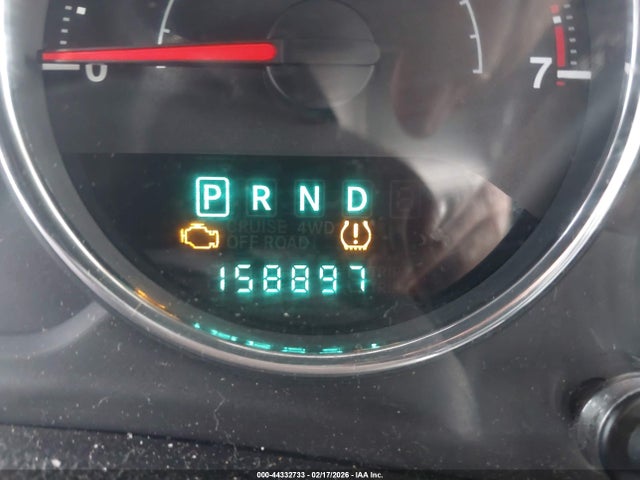 0 7
P R N D
CRUISE 4WD
OFF ROAD
158897
000-44332733 - 02/17/2026 - IAA Inc.